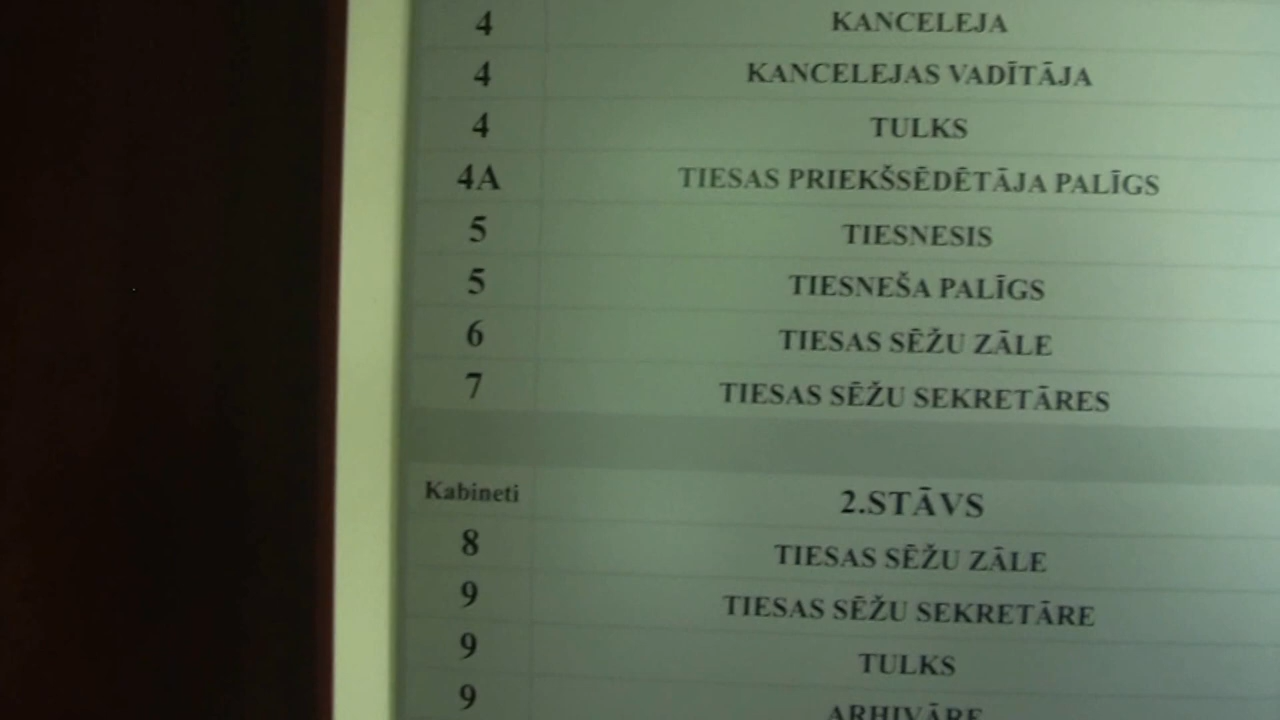 4 KANCELEJA
4 KANCELEJAS VADĪTĀJA
4 TULKS
4A TIESAS PRIEKŠSĒDĒTĀJA PALĪGS
5 TIESNESIS
5 TIESNEŠA PALĪGS
6 TIESAS SĒŽU ZĀLE
7 TIESAS SĒŽU SEKRETĀRES
Kabineti 2.STĀVS
8 TIESAS SĒŽU ZĀLE
9 TIESAS SĒŽU SEKRETĀRE
9 TULKS
9 ARHIVĀRE